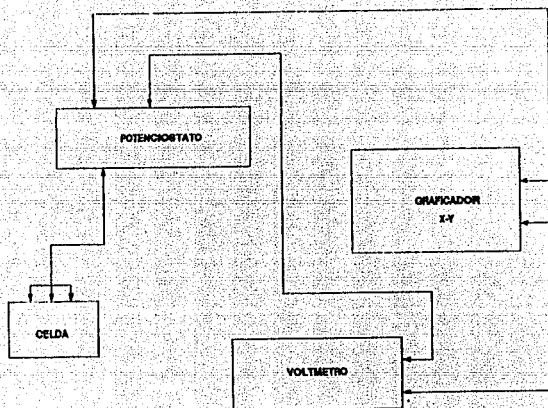 POTENCIOSTATO
GRAFICADOR
X-Y
CELDA
VOLTMETRO